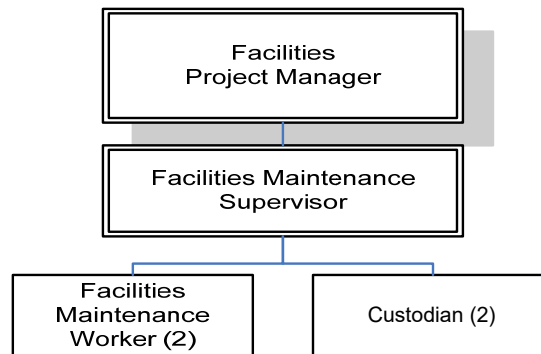 Facilities
Project Manager
Facilities Maintenance
Supervisor
Facilities
Maintenance
Worker (2)
Custodian (2)